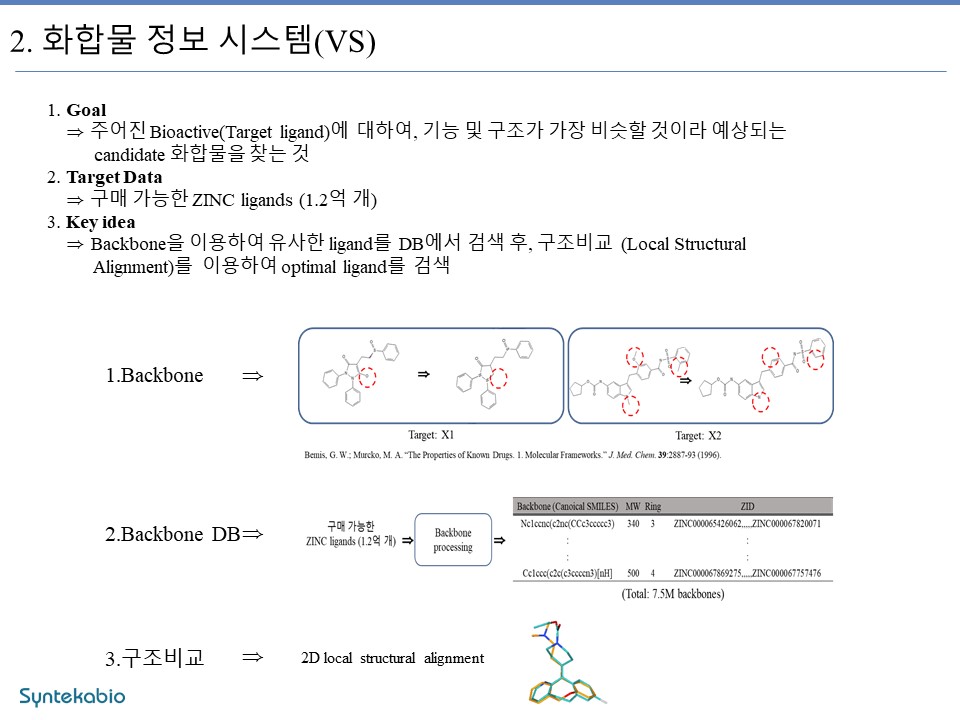 2. 화합물 정보 시스템(VS)
1. Goal
⇒ 주어진 Bioactive(Target ligand)에 대하여, 기능 및 구조가 가장 비슷할 것이라 예상되는
candidate 화합물을 찾는 것
2. Target Data
⇒ 구매 가능한 ZINC ligands (1.2억 개)
3. Key idea
⇒ Backbone을 이용하여 유사한 ligand를 DB에서 검색 후, 구조비교 (Local Structural
Alignment)를 이용하여 optimal ligand를 검색
1.Backbone ⇒
⇒
⇒
Target: X1
Target: X2
Bemis, G. W.; Murcko, M. A. “The Properties of Known Drugs. 1. Molecular Frameworks.” J. Med. Chem. 39:2887-93 (1996).
2.Backbone DB⇒
구매 가능한
ZINC ligands (1.2억 개) ⇒
Backbone
processing
⇒
Backbone (Canoical SMILES) MW Ring ZID
Nc1ccnc(c2nc(CCc3ccccc3) 340 3 ZINC000065426062,,,,,ZINC000067820071
: :
: :
Cc1ccc(c2c(c3ccccn3)[nH] 500 4 ZINC000067869275,,,,,ZINC000067757476
(Total: 7.5M backbones)
3.구조비교 ⇒ 2D local structural alignment
Syntekabio